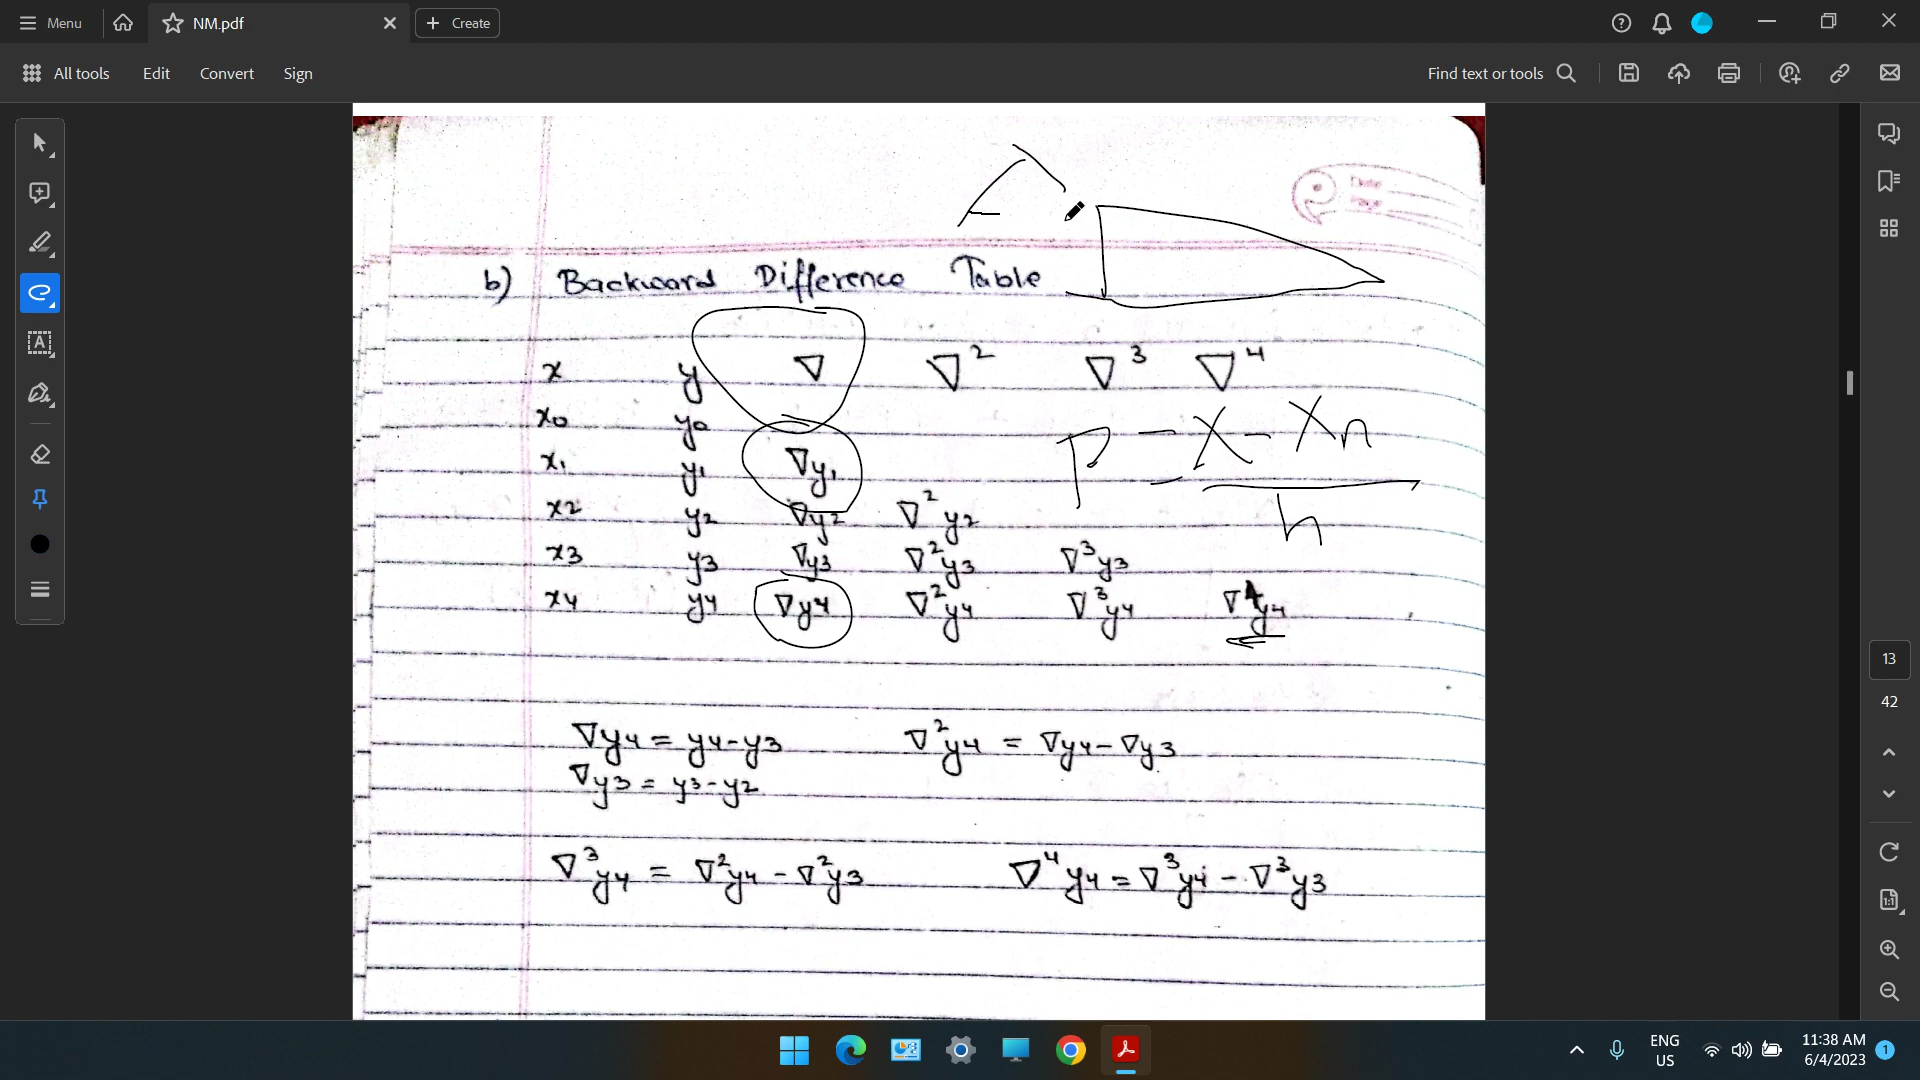 Menu
NM.pdf
Create
All tools
Edit
Convert
Sign
Find text or tools
b) Backward Difference Table
x y ∇ ∇² ∇³ ∇⁴
x0 y0
x1 y1 ∇y1
x2 y2 ∇y2 ∇²y2
x3 y3 ∇y3 ∇²y3 ∇³y3
x4 y4 ∇y4 ∇²y4 ∇³y4 ∇⁴y4
P = X - Xn
h
∇y4 = y4-y3 ∇²y4 = ∇y4-∇y3
∇y3 = y3-y2
∇³y4 = ∇²y4 - ∇²y3 ∇⁴y4 = ∇³y4 - ∇³y3
13
42
1:1
ENG
US
11:38 AM
6/4/2023
1